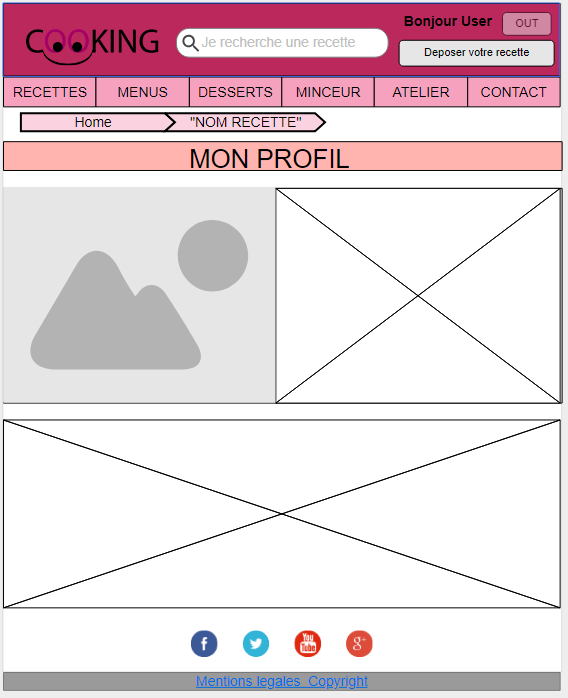 Bonjour User OUT
COOKING Je recherche une recette
Deposer votre recette
RECETTES MENUS DESSERTS MINCEUR ATELIER CONTACT
Home "NOM RECETTE"
MON PROFIL
f You Tube g+
Mentions legales Copyright